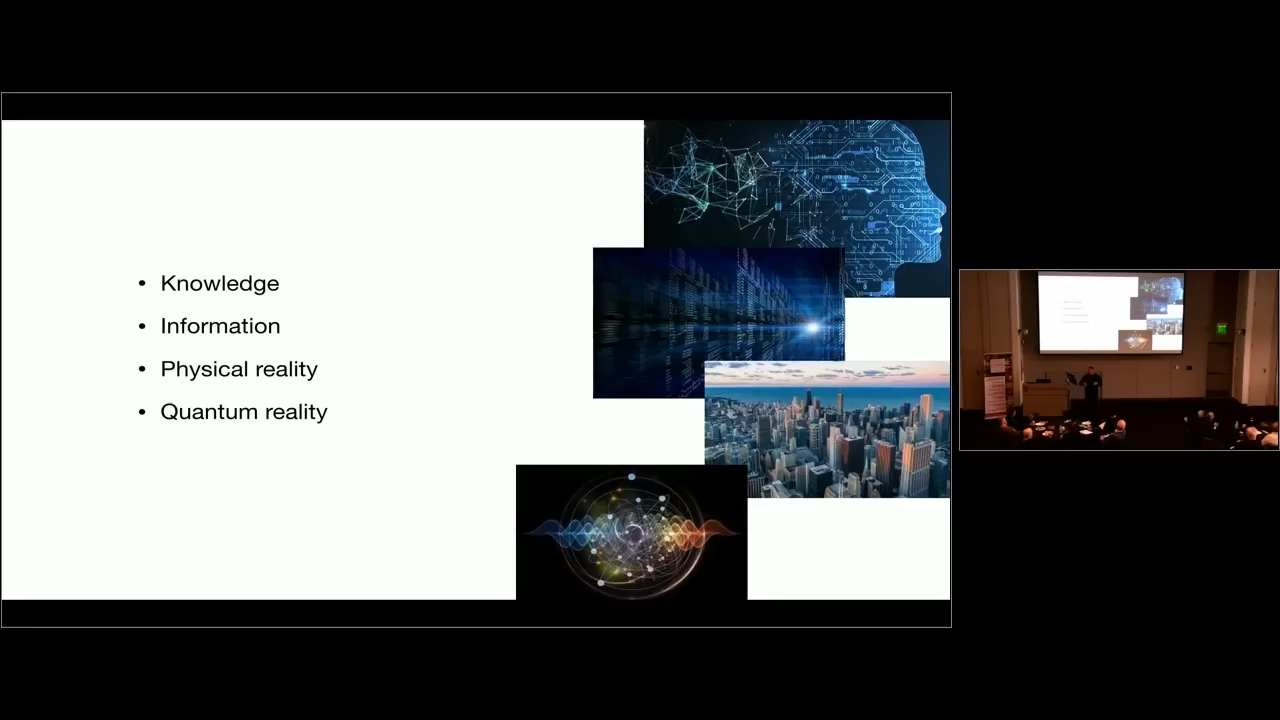 • Knowledge
• Information
• Physical reality
• Quantum reality